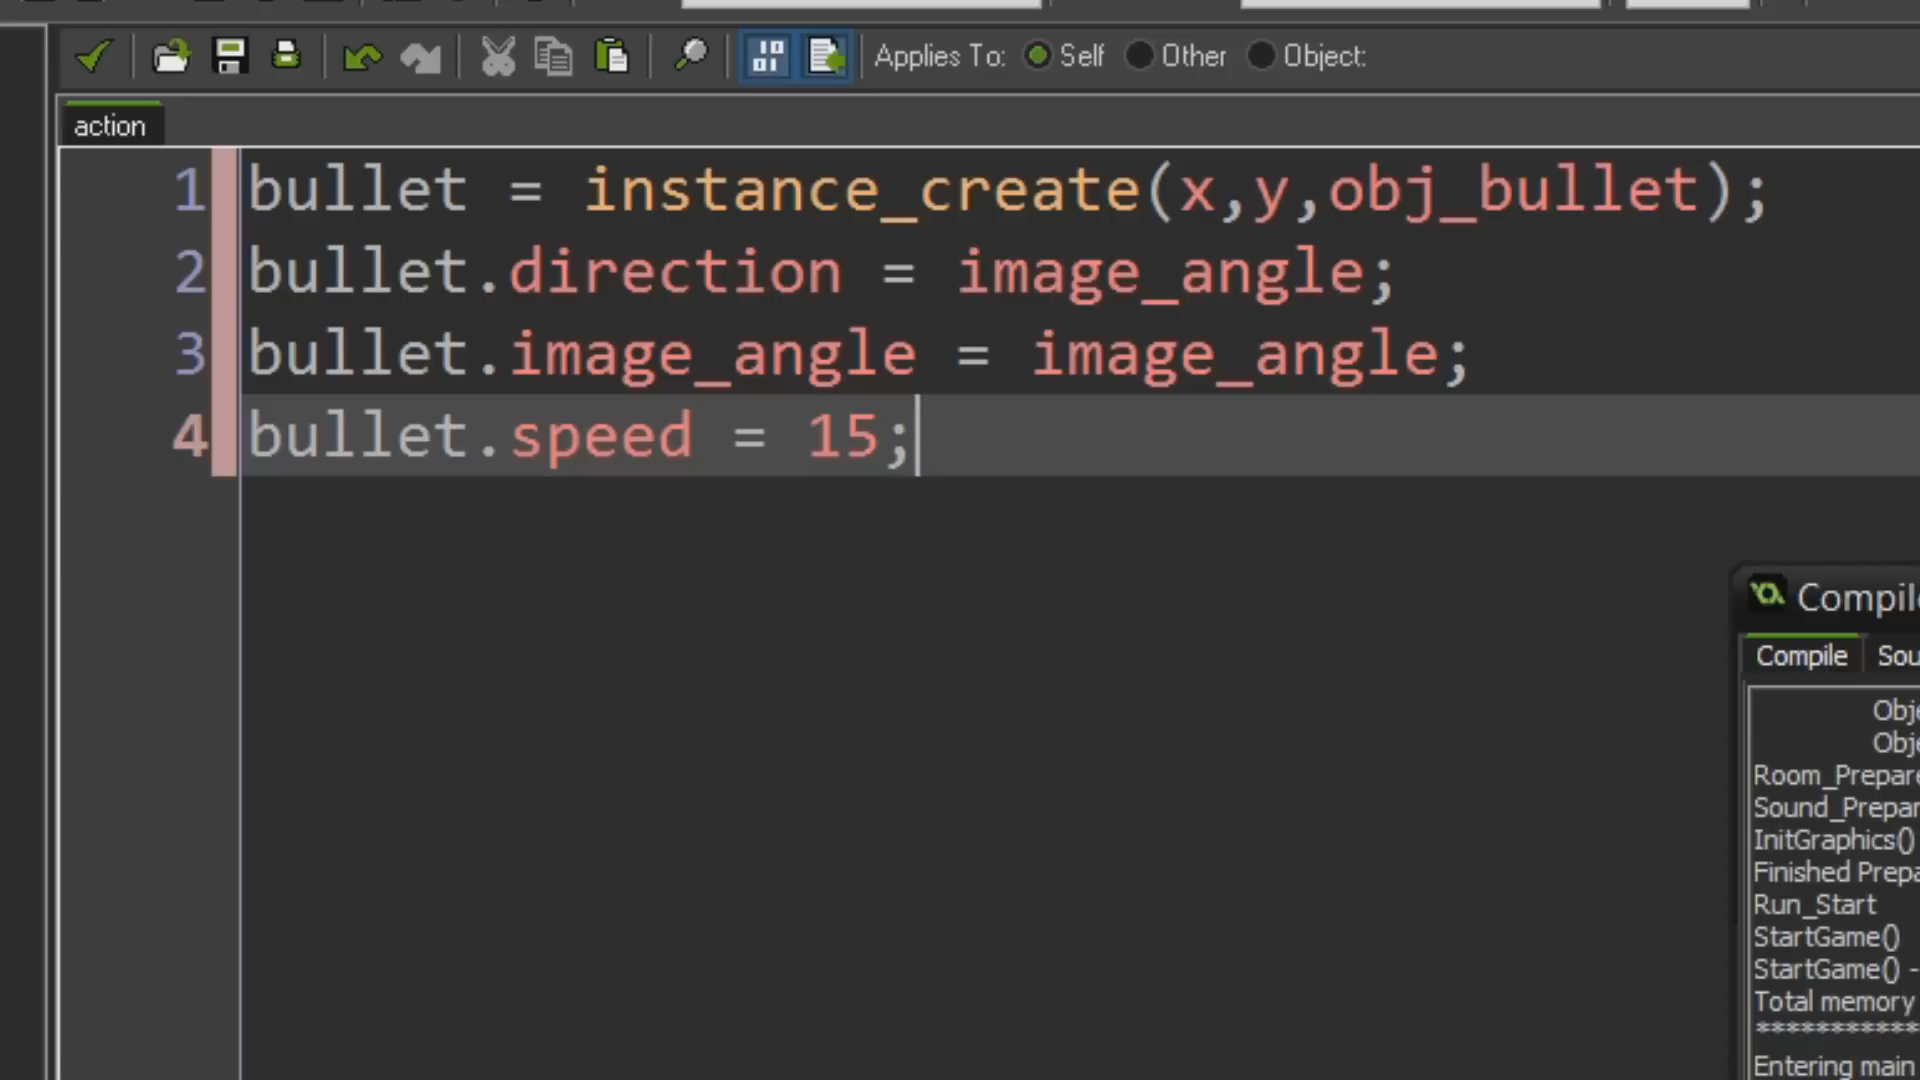 Applies To: Self Other Object:
action
1 bullet = instance_create(x,y,obj_bullet);
2 bullet.direction = image_angle;
3 bullet.image_angle = image_angle;
4 bullet.speed = 15;
Compile
Room_Prepare
InitGraphics()
Finished
Run_Start
StartGame()
StartGame() -
Total memory
***********
Entering main